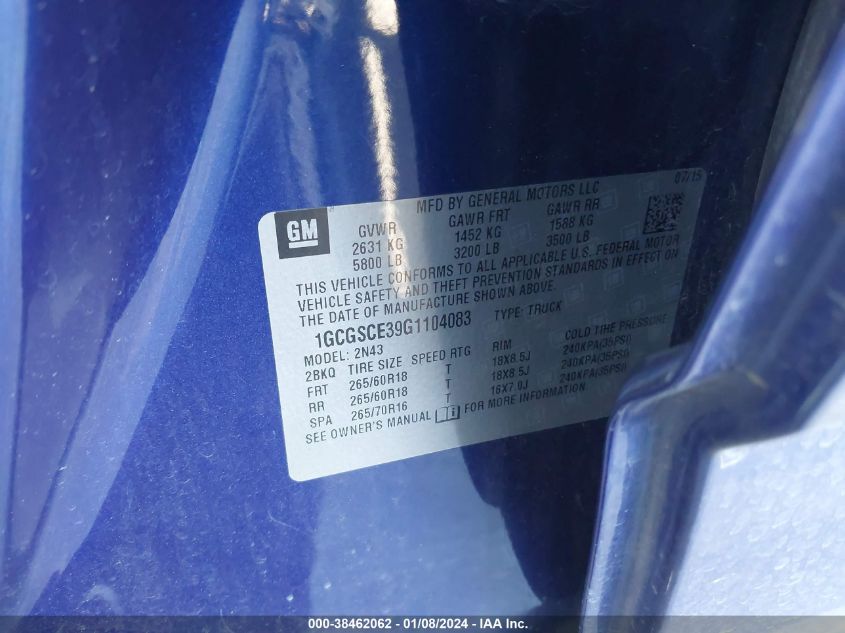 07/15
MFD BY GENERAL MOTORS LLC
GM
GVWR GAWR FRT GAWR RR
2631 KG 1452 KG 1588 KG
5800 LB 3200 LB 3500 LB
THIS VEHICLE CONFORMS TO ALL APPLICABLE U.S. FEDERAL MOTOR
VEHICLE SAFETY AND THEFT PREVENTION STANDARDS IN EFFECT ON
THE DATE OF MANUFACTURE SHOWN ABOVE.
1GCGSCE39G1104083 TYPE: TRUCK
MODEL: 2N43
2BKQ TIRE SIZE SPEED RTG RIM COLD TIRE PRESSURE
FRT 265/60R18 T 18X8.5J 240KPA(35PSI)
RR 265/60R18 T 18X8.5J 240KPA(35PSI)
SPA 265/70R16 T 16X7.0J 240KPA(35PSI)
SEE OWNER'S MANUAL FOR MORE INFORMATION
000-38462062 - 01/08/2024 - IAA Inc.